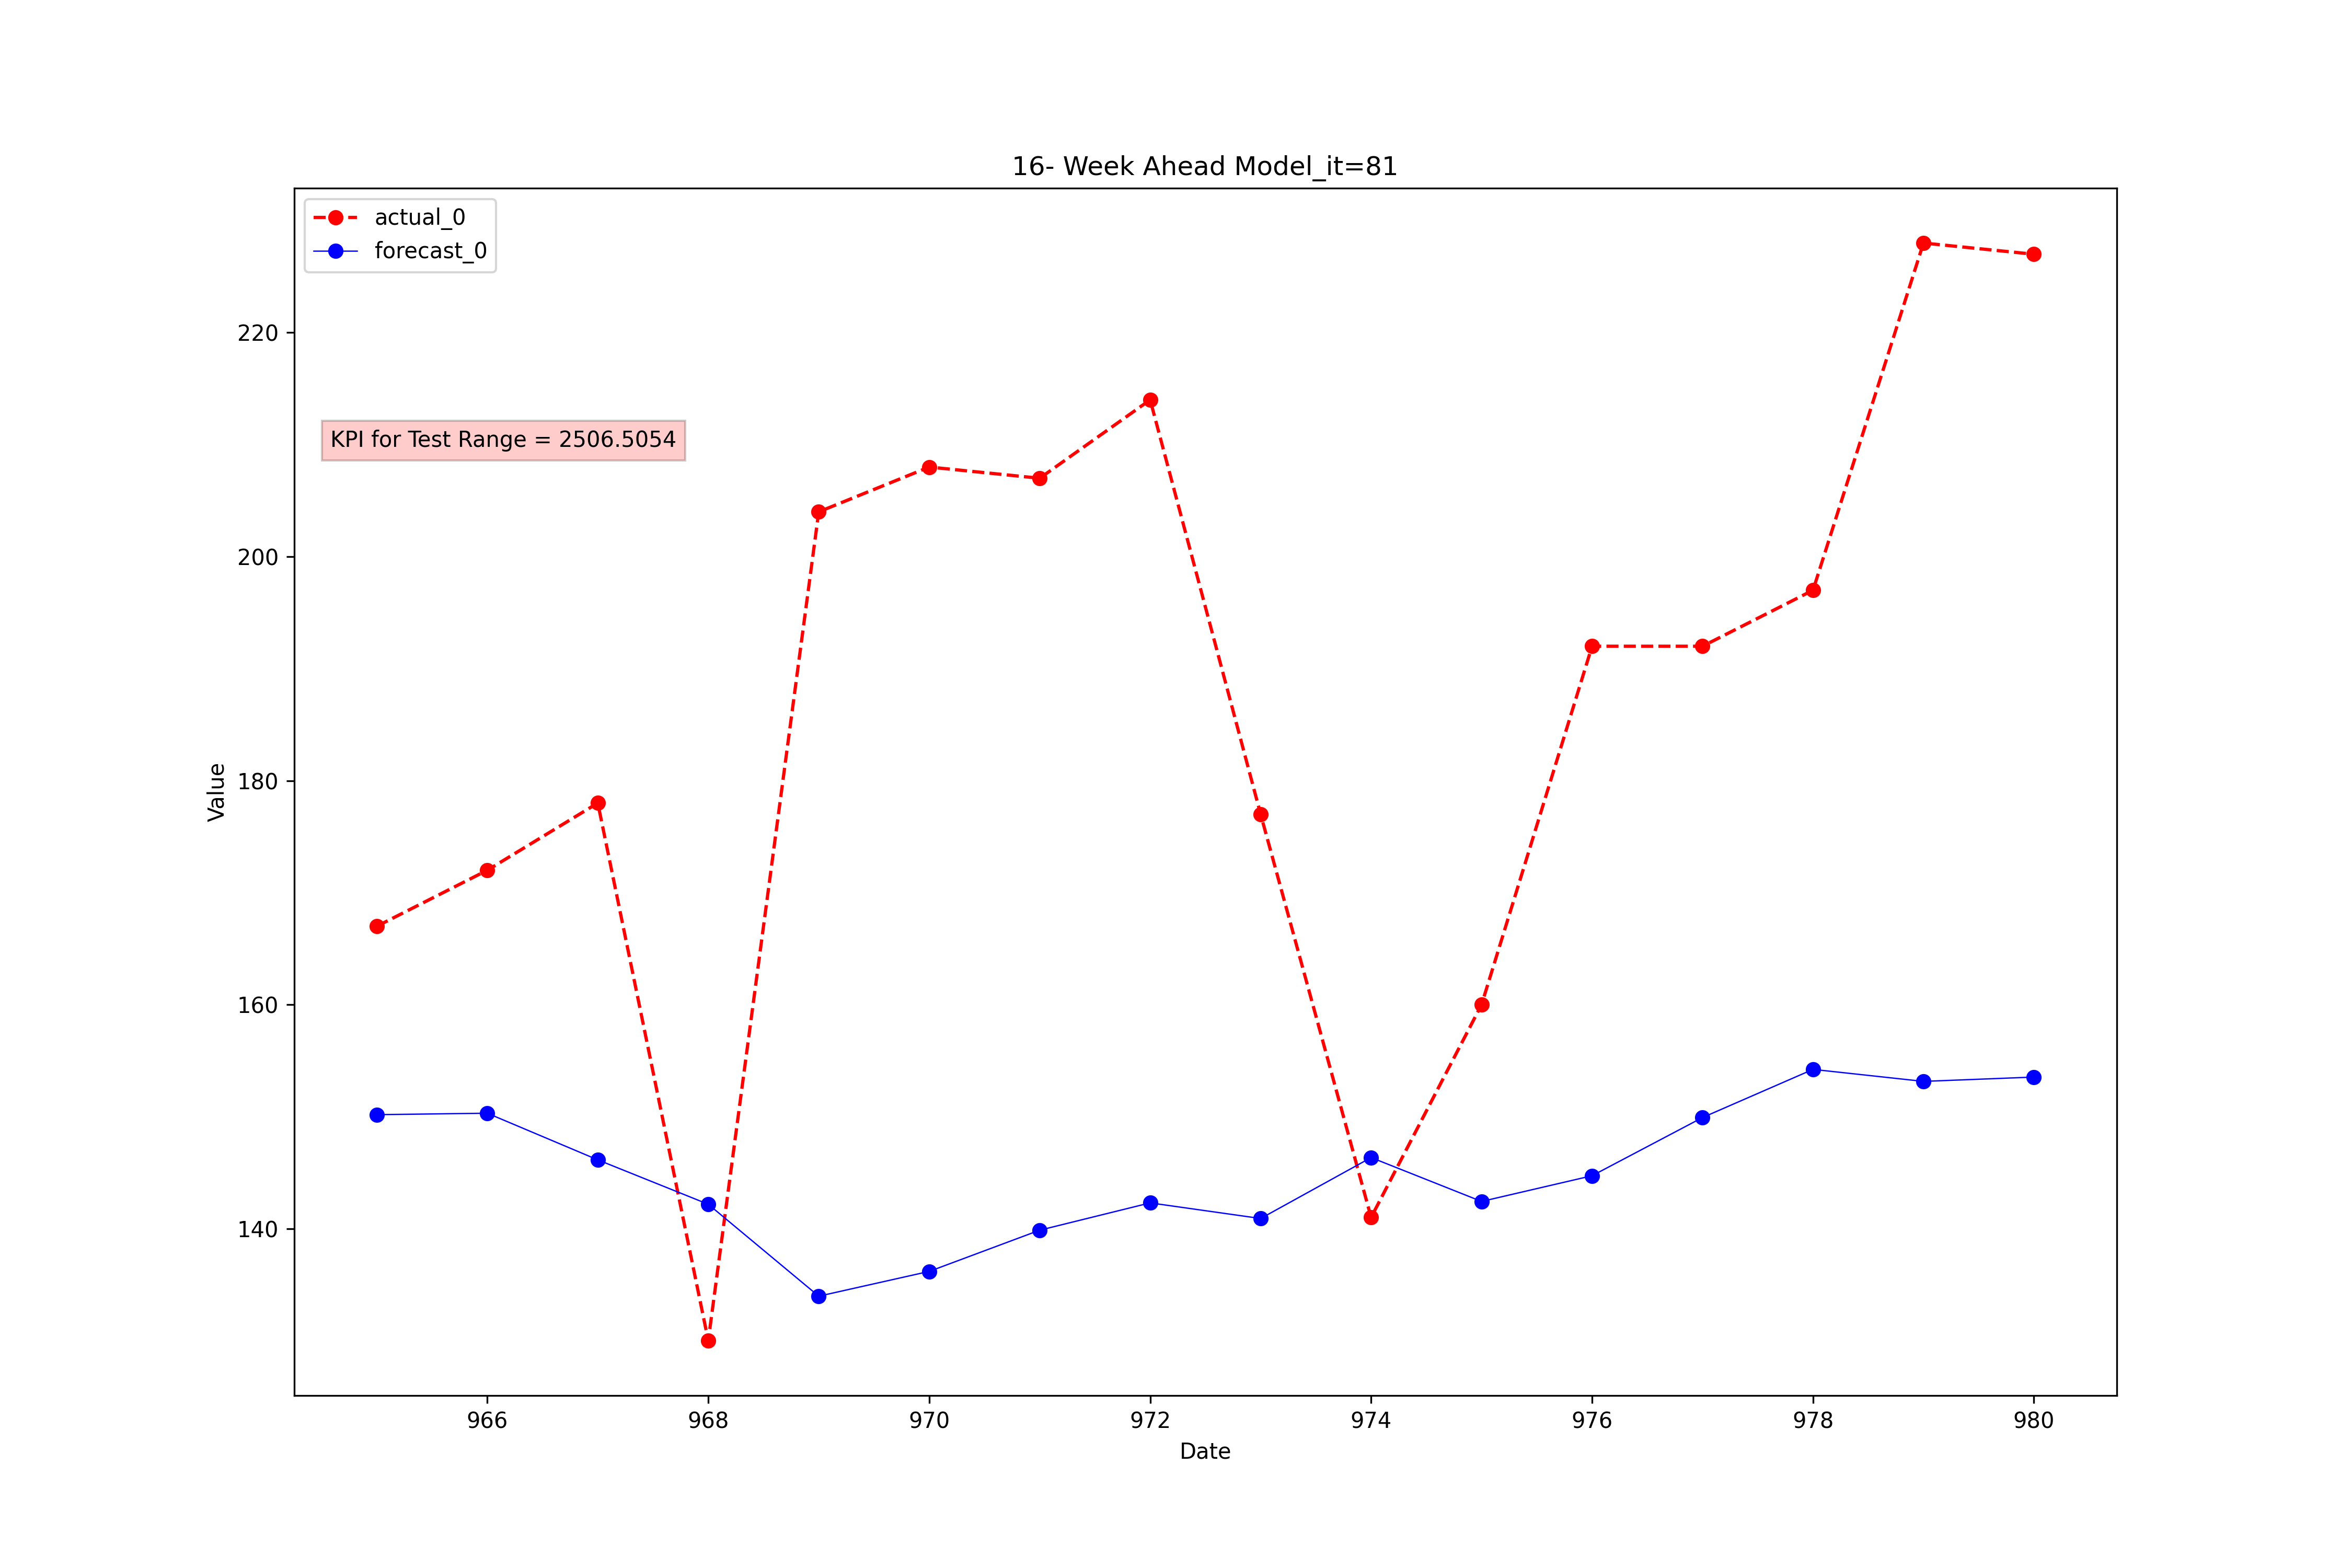 16- Week Ahead Model_it=81
actual_0
forecast_0
KPI for Test Range = 2506.5054
220
200
180
160
140
Value
966 968 970 972 974 976 978 980
Date